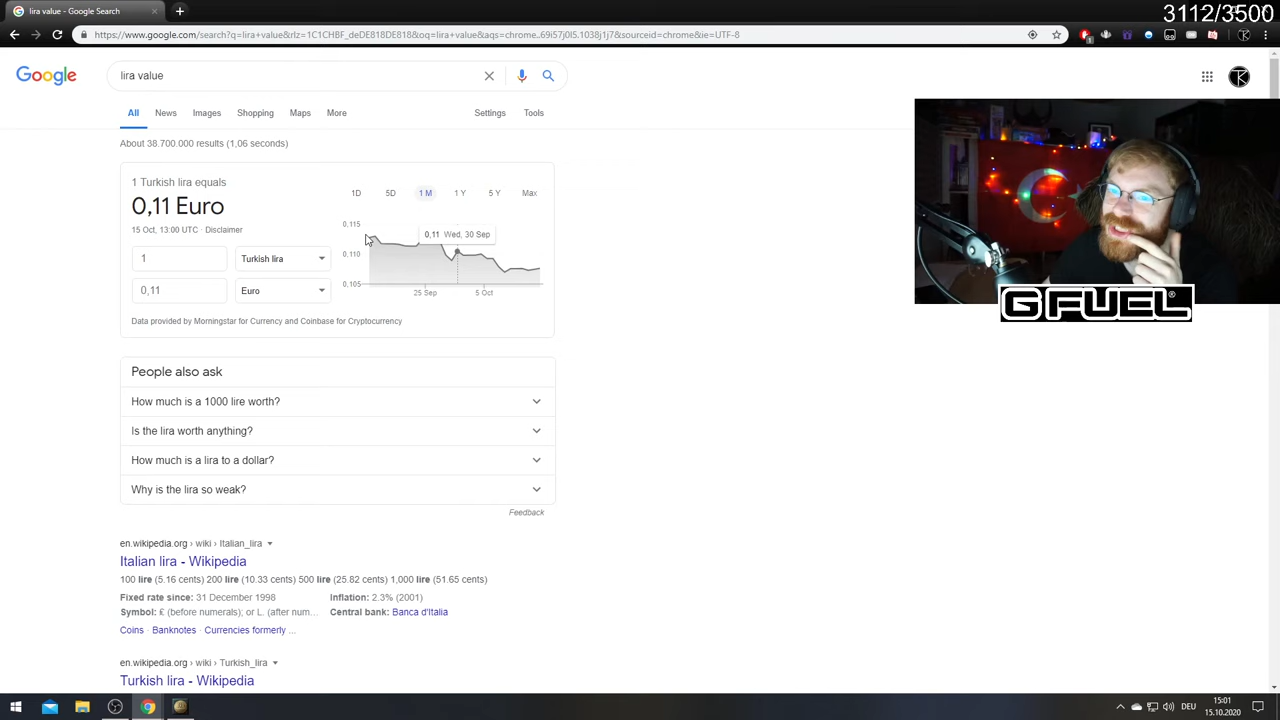 lira value - Google Search
3112/3500
https://www.google.com/search?q=lira+value&rlz=1C1CHBF_deDE818DE818&oq=lira+value&aqs=chrome..69i57j0l5.1038j1j7&sourceid=chrome&ie=UTF-8
Google
lira value
All News Images Shopping Maps More Settings Tools
About 38.700.000 results (1,06 seconds)
1 Turkish lira equals
0,11 Euro
15 Oct, 13:00 UTC · Disclaimer
1 Turkish lira
0,11 Euro
1D 5D 1 M 1 Y 5 Y Max
0,115
0,11 Wed, 30 Sep
0,110
0,105
25 Sep 5 Oct
Data provided by Morningstar for Currency and Coinbase for Cryptocurrency
G FUEL®
People also ask
How much is a 1000 lire worth?
Is the lira worth anything?
How much is a lira to a dollar?
Why is the lira so weak?
Feedback
en.wikipedia.org › wiki › Italian_lira
Italian lira - Wikipedia
100 lire (5.16 cents) 200 lire (10.33 cents) 500 lire (25.82 cents) 1,000 lire (51.65 cents)
Fixed rate since: 31 December 1998 Inflation: 2.3% (2001)
Symbol: £ (before numerals); or L. (after num... Central bank: Banca d'Italia
Coins · Banknotes · Currencies formerly ...
en.wikipedia.org › wiki › Turkish_lira
Turkish lira - Wikipedia
DEU
15:01
15.10.2020